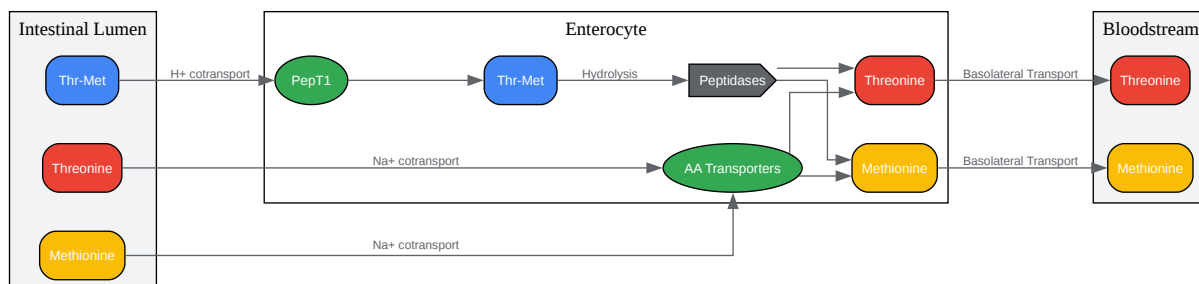 Intestinal Lumen
Enterocyte
Bloodstream
Thr-Met
H+ cotransport
PepT1
Thr-Met
Hydrolysis
Peptidases
Threonine
Basolateral Transport
Threonine
Threonine
Na+ cotransport
AA Transporters
Methionine
Basolateral Transport
Methionine
Methionine
Na+ cotransport